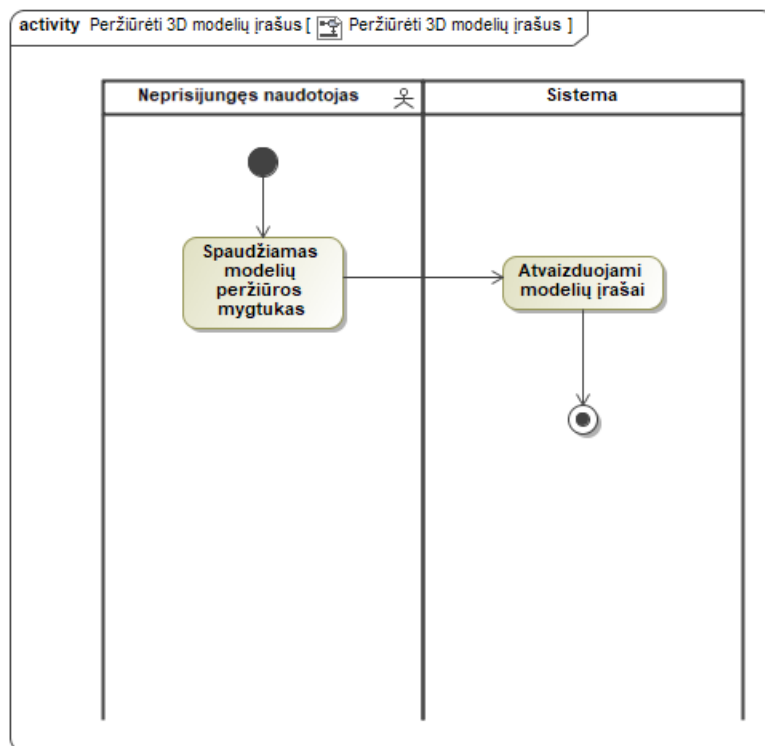 activity Peržiūrėti 3D modelių įrašus [ Peržiūrėti 3D modelių įrašus ]
Neprisijungęs naudotojas
Sistema
Spaudžiamas
modelių
peržiūros
mygtukas
Atvaizduojami
modelių įrašai